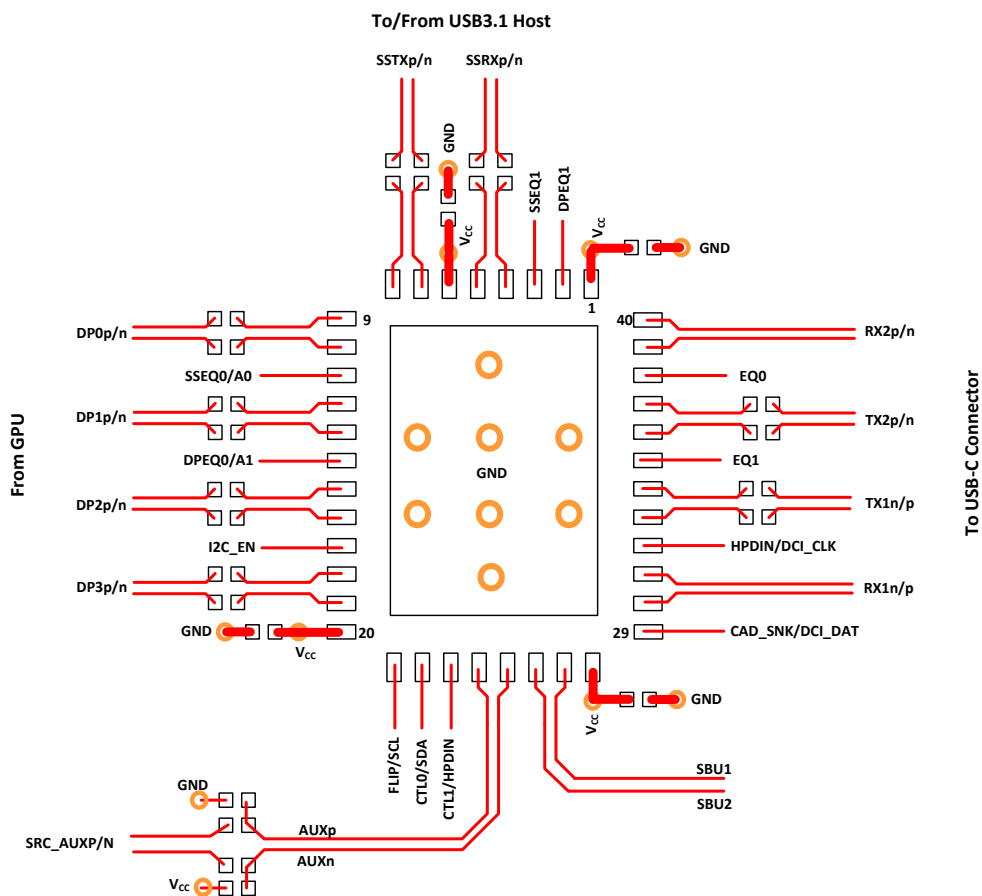 To/From USB3.1 Host
SSTXp/n
SSRXp/n
GND
SSEQ1
DPEQ1
VCC
VCC
GND
1
9
40
DP0p/n
RX2p/n
SSEQ0/A0
EQ0
DP1p/n
TX2p/n
From GPU
To USB-C Connector
DPEQ0/A1
EQ1
GND
DP2p/n
TX1n/p
I2C_EN
HPDIN/DCI_CLK
DP3p/n
RX1n/p
GND
20
29
CAD_SNK/DCI_DAT
VCC
GND
VCC
FLIP/SCL
CTL0/SDA
CTL1/HPDIN
SBU1
SBU2
GND
AUXp
SRC_AUXP/N
AUXn
VCC